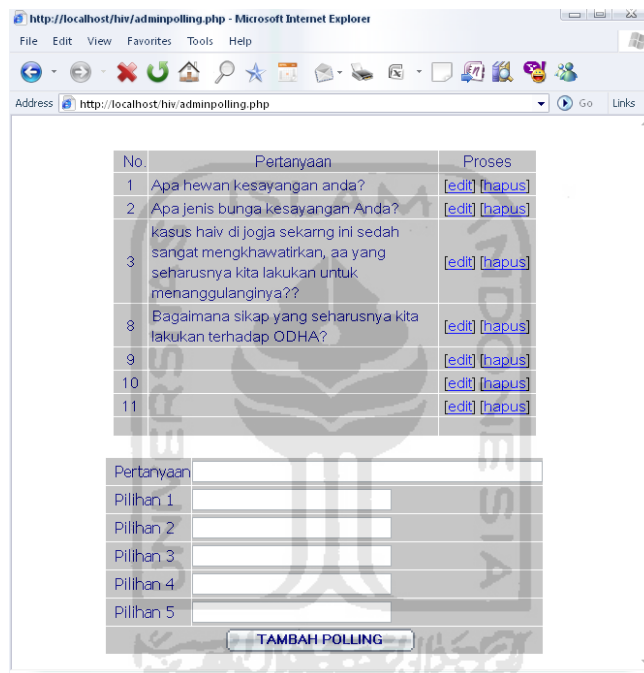 http://localhost/hiv/adminpolling.php - Microsoft Internet Explorer
File Edit View Favorites Tools Help
Address http://localhost/hiv/adminpolling.php Go Links
No. Pertanyaan Proses
1 Apa hewan kesayangan anda? [edit] [hapus]
2 Apa jenis bunga kesayangan Anda? [edit] [hapus]
kasus haiv di jogja sekarng ini sedah
sangat mengkhawatirkan, aa yang
3 seharusnya kita lakukan untuk [edit] [hapus]
menanggulanginya??
8 Bagaimana sikap yang seharusnya kita [edit] [hapus]
lakukan terhadap ODHA?
9 [edit] [hapus]
10 [edit] [hapus]
11 [edit] [hapus]
Pertanyaan
Pilihan 1
Pilihan 2
Pilihan 3
Pilihan 4
Pilihan 5
TAMBAH POLLING
UNIVERSITAS
ISLAM
INDONESIA